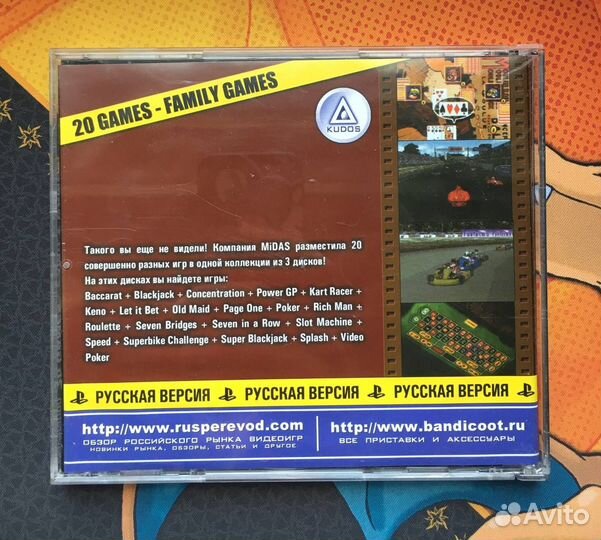 20 GAMES - FAMILY GAMES
KUDOS
Такого вы еще не видели! Компания MiDAS разместила 20
совершенно разных игр в одной коллекции из 3 дисков!
На этих дисках вы найдете игры:
Baccarat + Blackjack + Concentration + Power GP + Kart Racer +
Keno + Let it Bet + Old Maid + Page One + Poker + Rich Man +
Roulette + Seven Bridges + Seven in a Row + Slot Machine +
Speed + Superbike Challenge + Super Blackjack + Splash + Video
Poker
РУССКАЯ ВЕРСИЯ РУССКАЯ ВЕРСИЯ РУССКАЯ ВЕРСИЯ
http://www.rusperevod.com
ОБЗОР РОССИЙСКОГО РЫНКА ВИДЕОИГР
НОВИНКИ РЫНКА, ОБЗОРЫ, СТАТЬИ И ДРУГОЕ
http://www.bandicoot.ru
ВСЕ ПРИСТАВКИ И АКСЕССУАРЫ
Avito